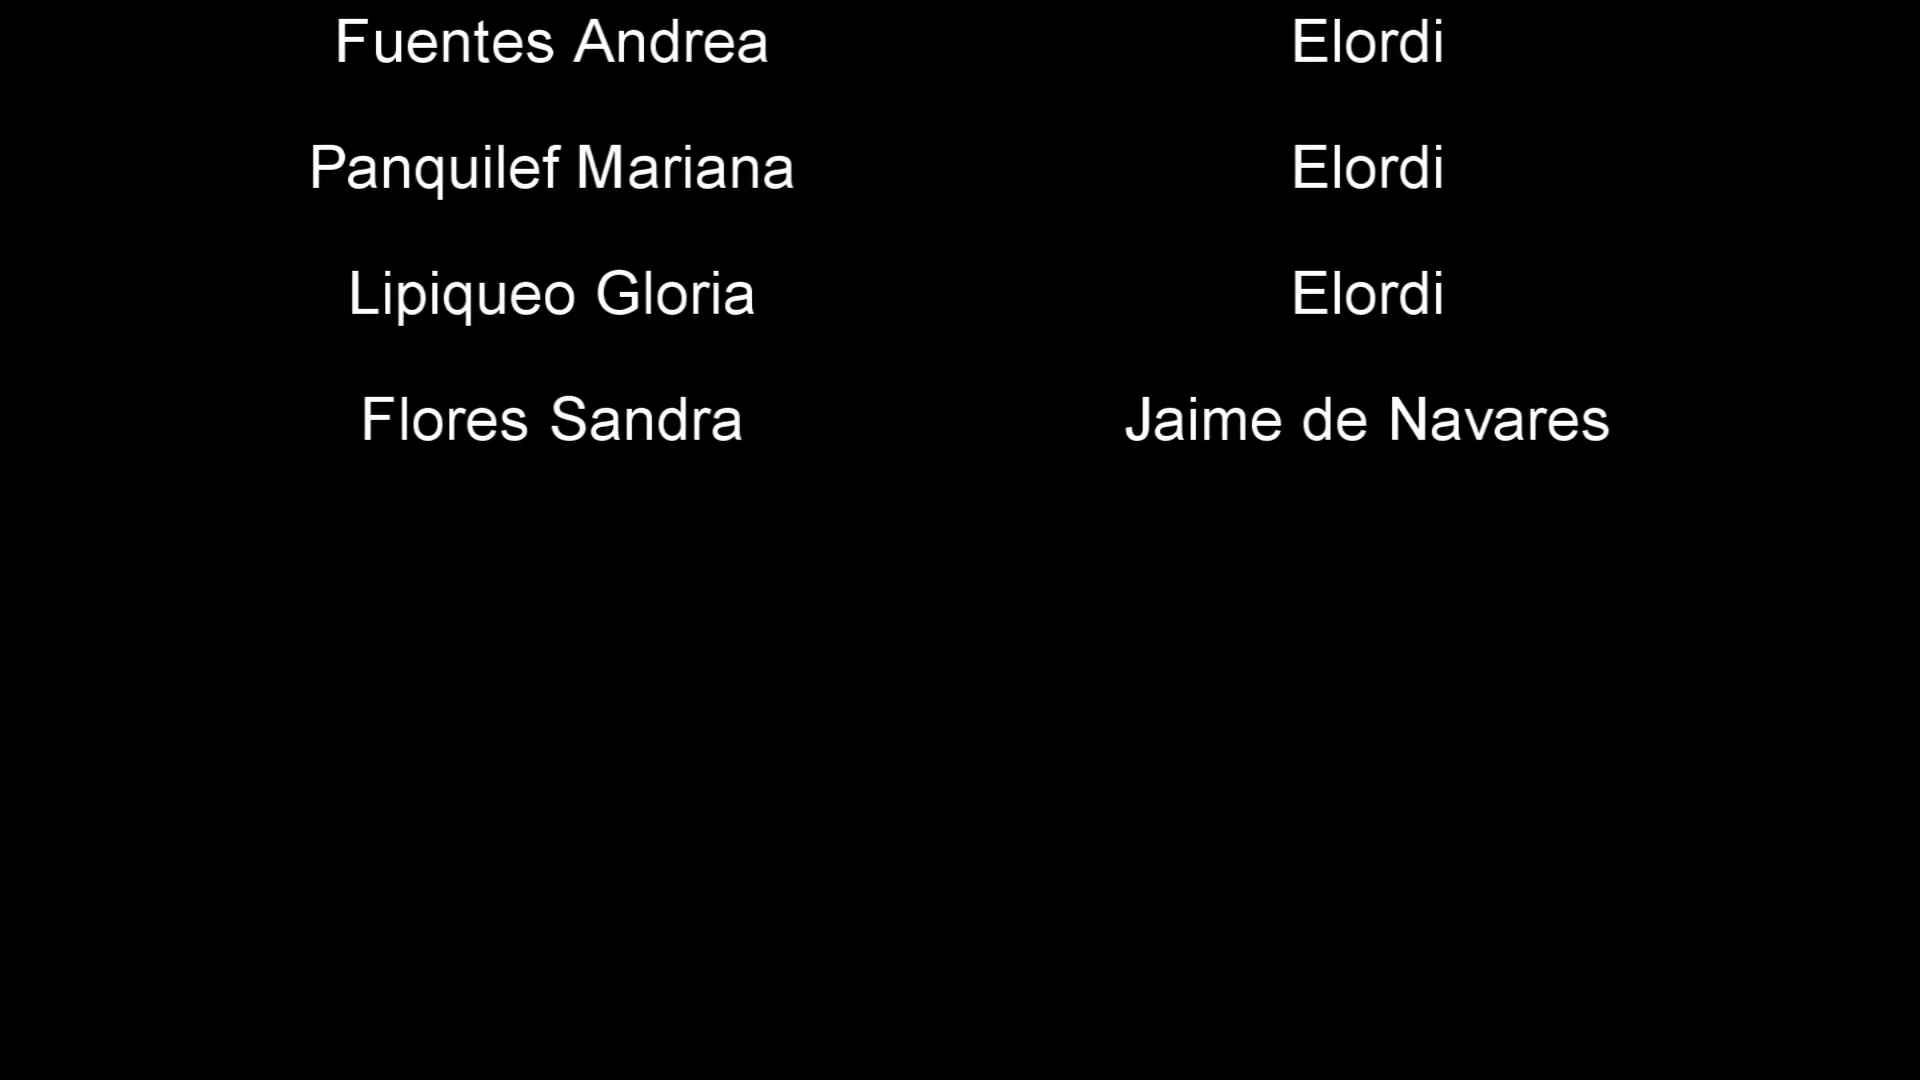 Fuentes Andrea Elordi
Panquilef Mariana Elordi
Lipiqueo Gloria Elordi
Flores Sandra Jaime de Navares